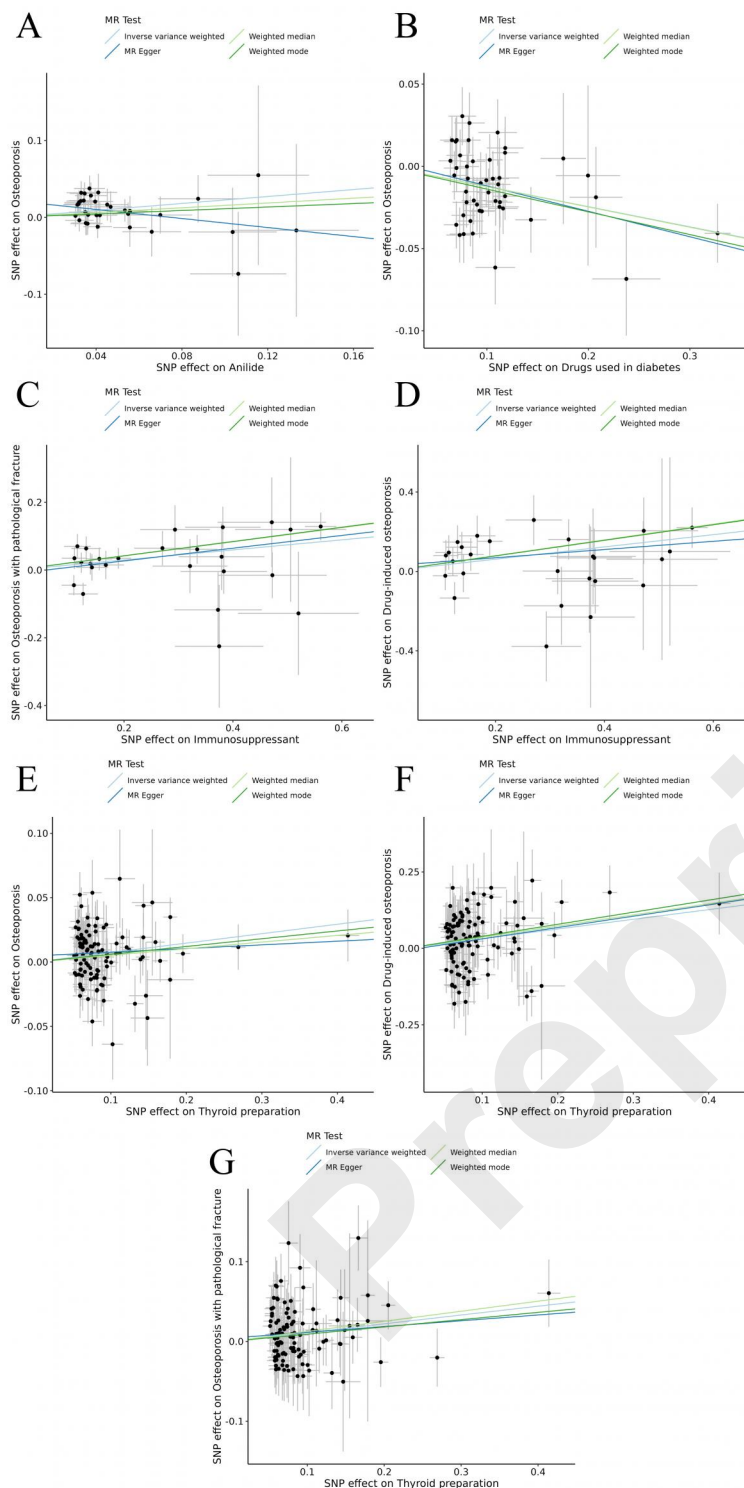 A
MR Test
Inverse variance weighted
Weighted median
MR Egger
Weighted mode
SNP effect on Osteoporosis
0.1
0.0
-0.1
0.04
0.08
0.12
0.16
SNP effect on Anilide
B
MR Test
Inverse variance weighted
Weighted median
MR Egger
Weighted mode
SNP effect on Osteoporosis
0.05
0.00
-0.05
-0.10
0.1
0.2
0.3
SNP effect on Drugs used in diabetes
C
MR Test
Inverse variance weighted
Weighted median
MR Egger
Weighted mode
SNP effect on Osteoporosis with pathological fracture
0.4
0.2
0.0
-0.2
-0.4
0.2
0.4
0.6
SNP effect on Immunosuppressant
D
MR Test
Inverse variance weighted
Weighted median
MR Egger
Weighted mode
SNP effect on Drug-induced osteoporosis
0.4
0.0
-0.4
0.2
0.4
0.6
SNP effect on Immunosuppressant
E
MR Test
Inverse variance weighted
Weighted median
MR Egger
Weighted mode
SNP effect on Osteoporosis
0.10
0.05
0.00
-0.05
-0.10
0.1
0.2
0.3
0.4
SNP effect on Thyroid preparation
F
MR Test
Inverse variance weighted
Weighted median
MR Egger
Weighted mode
SNP effect on Drug-induced osteoporosis
0.25
0.00
-0.25
0.1
0.2
0.3
0.4
SNP effect on Thyroid preparation
G
MR Test
Inverse variance weighted
Weighted median
MR Egger
Weighted mode
SNP effect on Osteoporosis with pathological fracture
0.1
0.0
-0.1
0.1
0.2
0.3
0.4
SNP effect on Thyroid preparation
Prepri